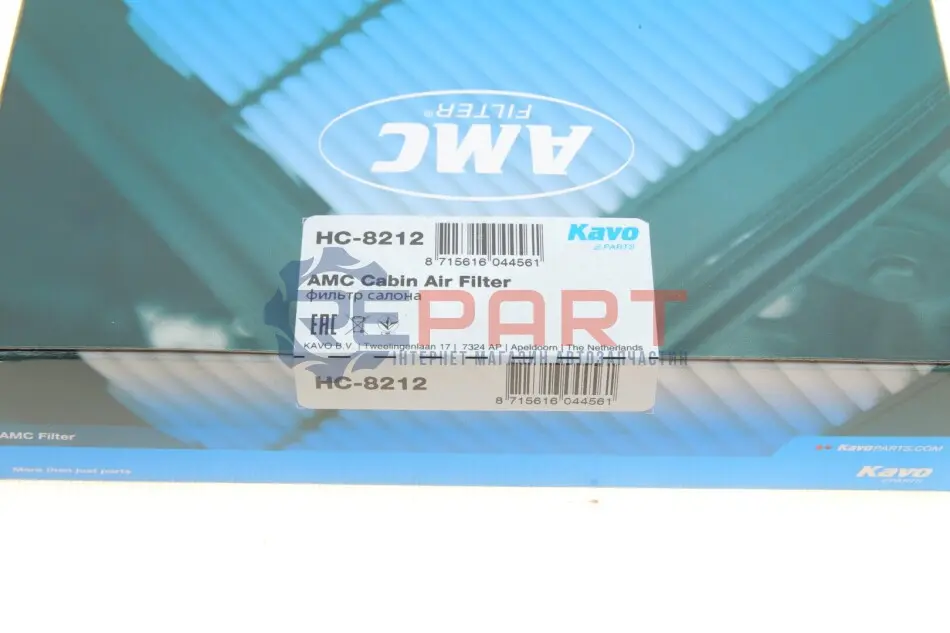 AMC
FILTER®
HC-8212
8 715616 044561
Kavo
PARTS
AMC Cabin Air Filter
фильтр салона
EAC
PEPART
ІНТЕРНЕТ МАГАЗИН АВТОЗАПЧАСТИН
KAVO B.V. | Tweelingenlaan 17 | 7324 AP | Apeldoorn | The Netherlands
HC-8212
8 715616 044561
AMC Filter
KavoPARTS.COM
More than just parts
Kavo
PARTS